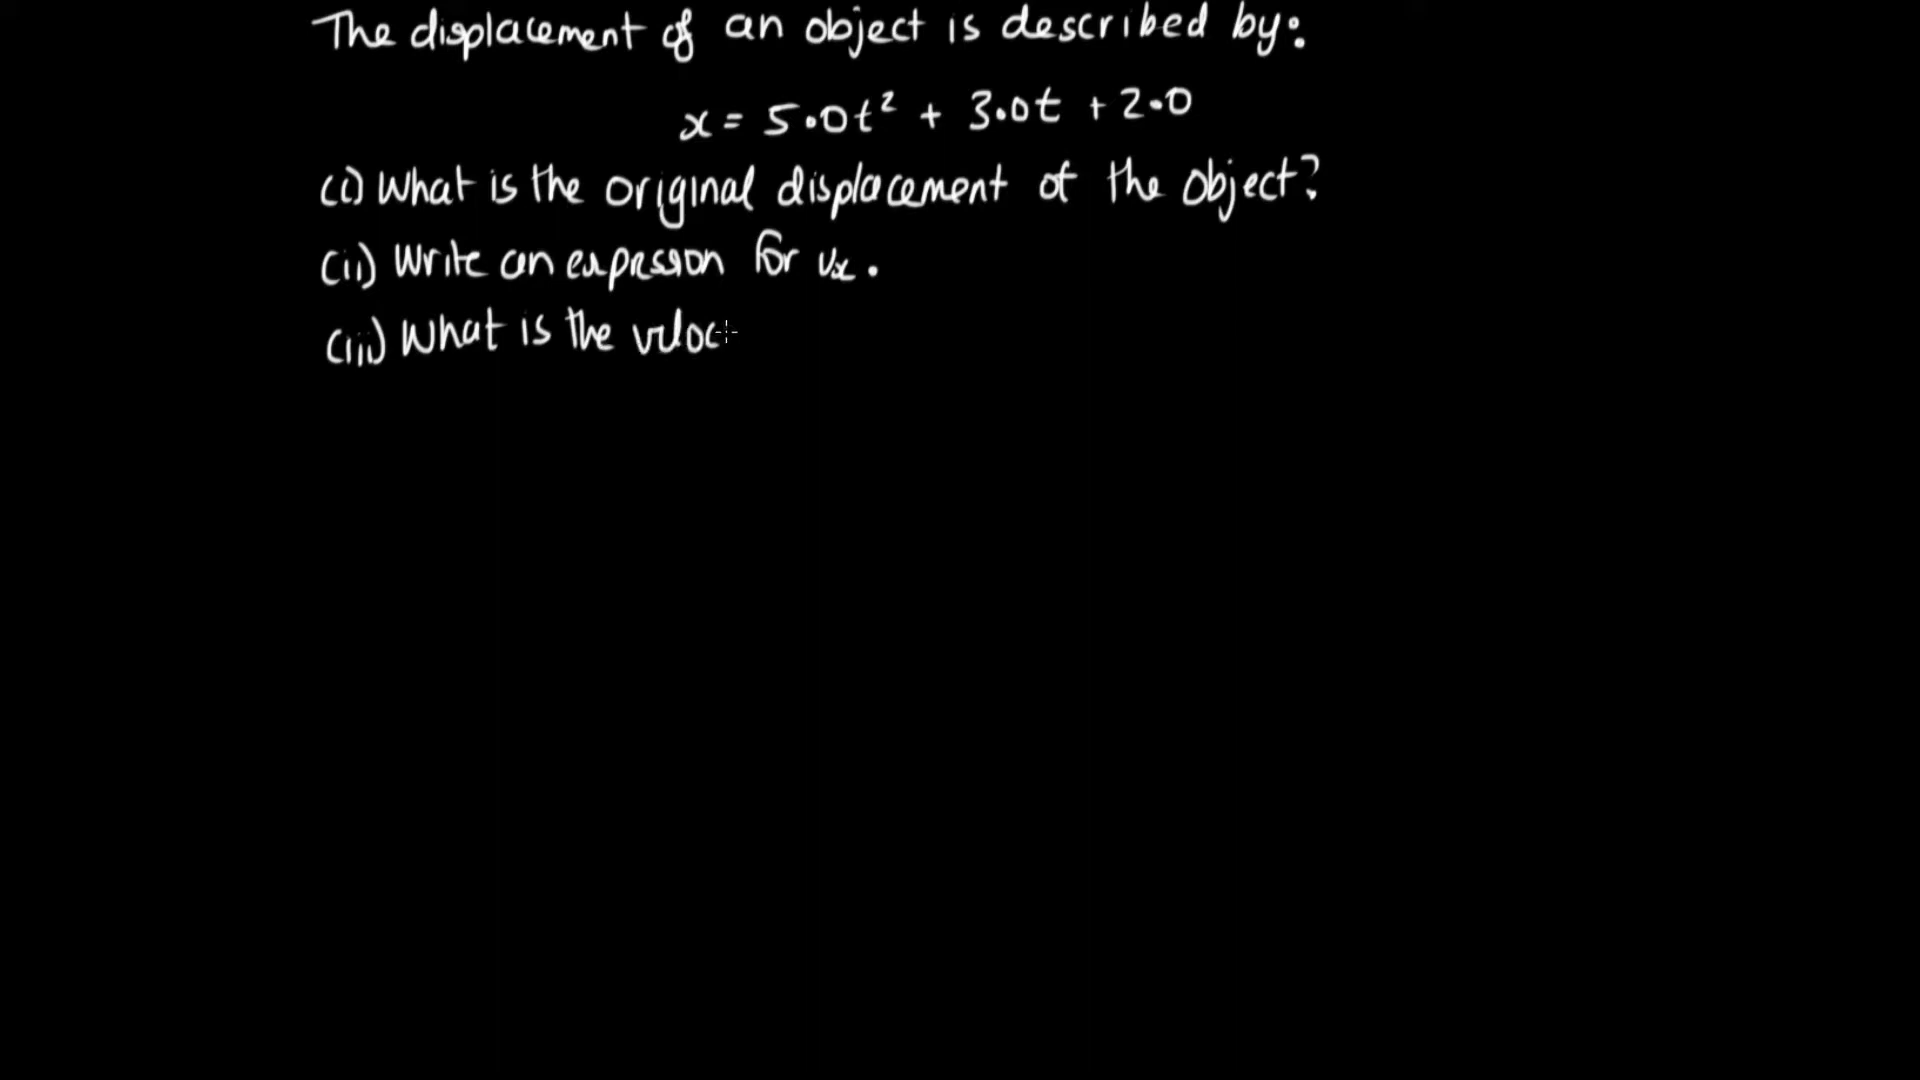 The displacement of an object is described by:
x = 5.0t² + 3.0t + 2.0
(i) What is the original displacement of the object?
(ii) Write an expression for vx.
(iii) What is the veloc